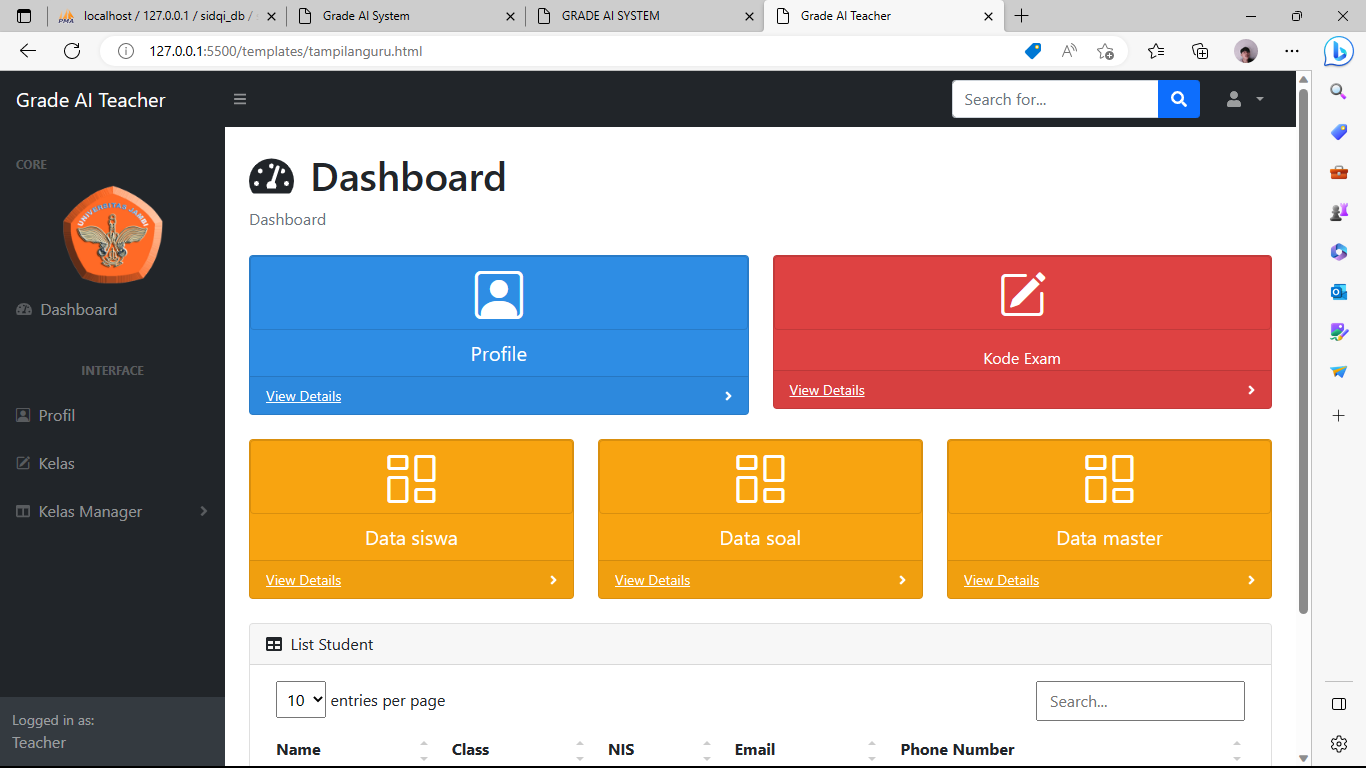 localhost / 127.0.0.1 / sidqi_db /
Grade AI System
GRADE AI SYSTEM
Grade AI Teacher
127.0.0.1:5500/templates/tampilanguru.html
Grade AI Teacher
Search for...
CORE
UNIVERSITAS JAMBI
Dashboard
INTERFACE
Profil
Kelas
Kelas Manager
Logged in as:
Teacher
Dashboard
Dashboard
Profile
View Details
Kode Exam
View Details
Data siswa
View Details
Data soal
View Details
Data master
View Details
List Student
10 entries per page
Search...
Name Class NIS Email Phone Number